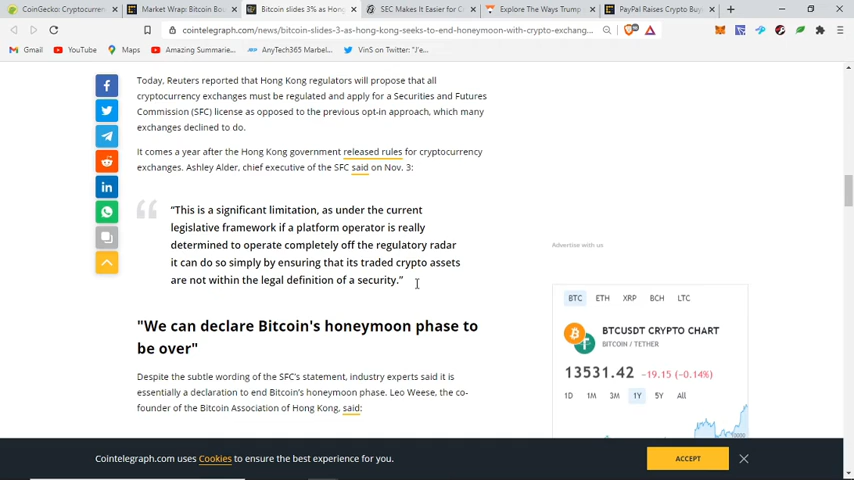 CoinGecko: Cryptocurrenc
Market Wrap: Bitcoin Bos
Bitcoin slides 3% as Hong
SEC Makes It Easier for C
Explore The Ways Trump
PayPal Raises Crypto Buy
cointelegraph.com/news/bitcoin-slides-3-as-hong-kong-seeks-to-end-honeymoon-with-crypto-exchang...
Gmail
YouTube
Maps
Amazing Summarie...
AnyTech365 Marbel...
VinS on Twitter: "J'e...
Today, Reuters reported that Hong Kong regulators will propose that all
cryptocurrency exchanges must be regulated and apply for a Securities and Futures
Commission (SFC) license as opposed to the previous opt-in approach, which many
exchanges declined to do.
It comes a year after the Hong Kong government released rules for cryptocurrency
exchanges. Ashley Alder, chief executive of the SFC said on Nov. 3:
“This is a significant limitation, as under the current
legislative framework if a platform operator is really
determined to operate completely off the regulatory radar
it can do so simply by ensuring that its traded crypto assets
are not within the legal definition of a security.”
"We can declare Bitcoin's honeymoon phase to
be over"
Despite the subtle wording of the SFC's statement, industry experts said it is
essentially a declaration to end Bitcoin's honeymoon phase. Leo Weese, the co-
founder of the Bitcoin Association of Hong Kong, said:
Advertise with us
BTC ETH XRP BCH LTC
BTCUSDT CRYPTO CHART
BITCOIN / TETHER
13531.42 −19.15 (−0.14%)
1D 1M 3M 1Y 5Y All
10000
Cointelegraph.com uses Cookies to ensure the best experience for you.
ACCEPT